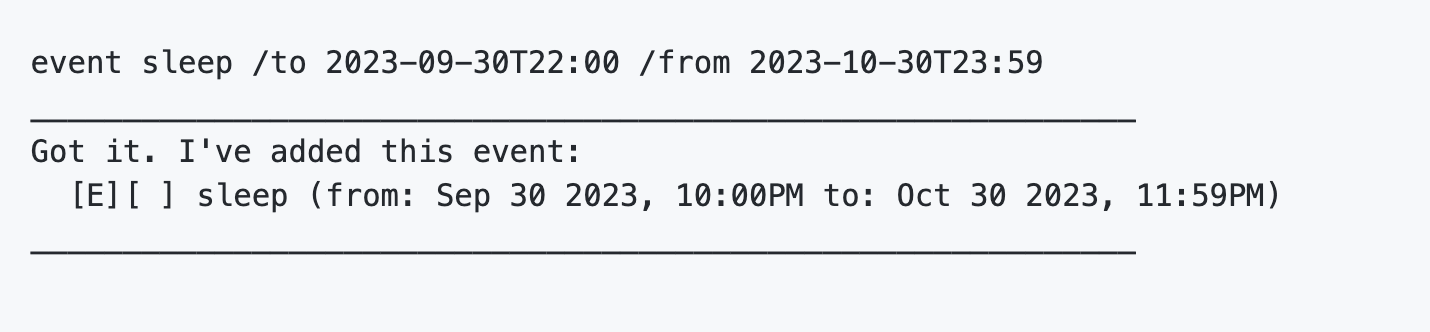 event sleep /to 2023-09-30T22:00 /from 2023-10-30T23:59
____________________________________________________________
Got it. I've added this event:
  [E][ ] sleep (from: Sep 30 2023, 10:00PM to: Oct 30 2023, 11:59PM)
____________________________________________________________